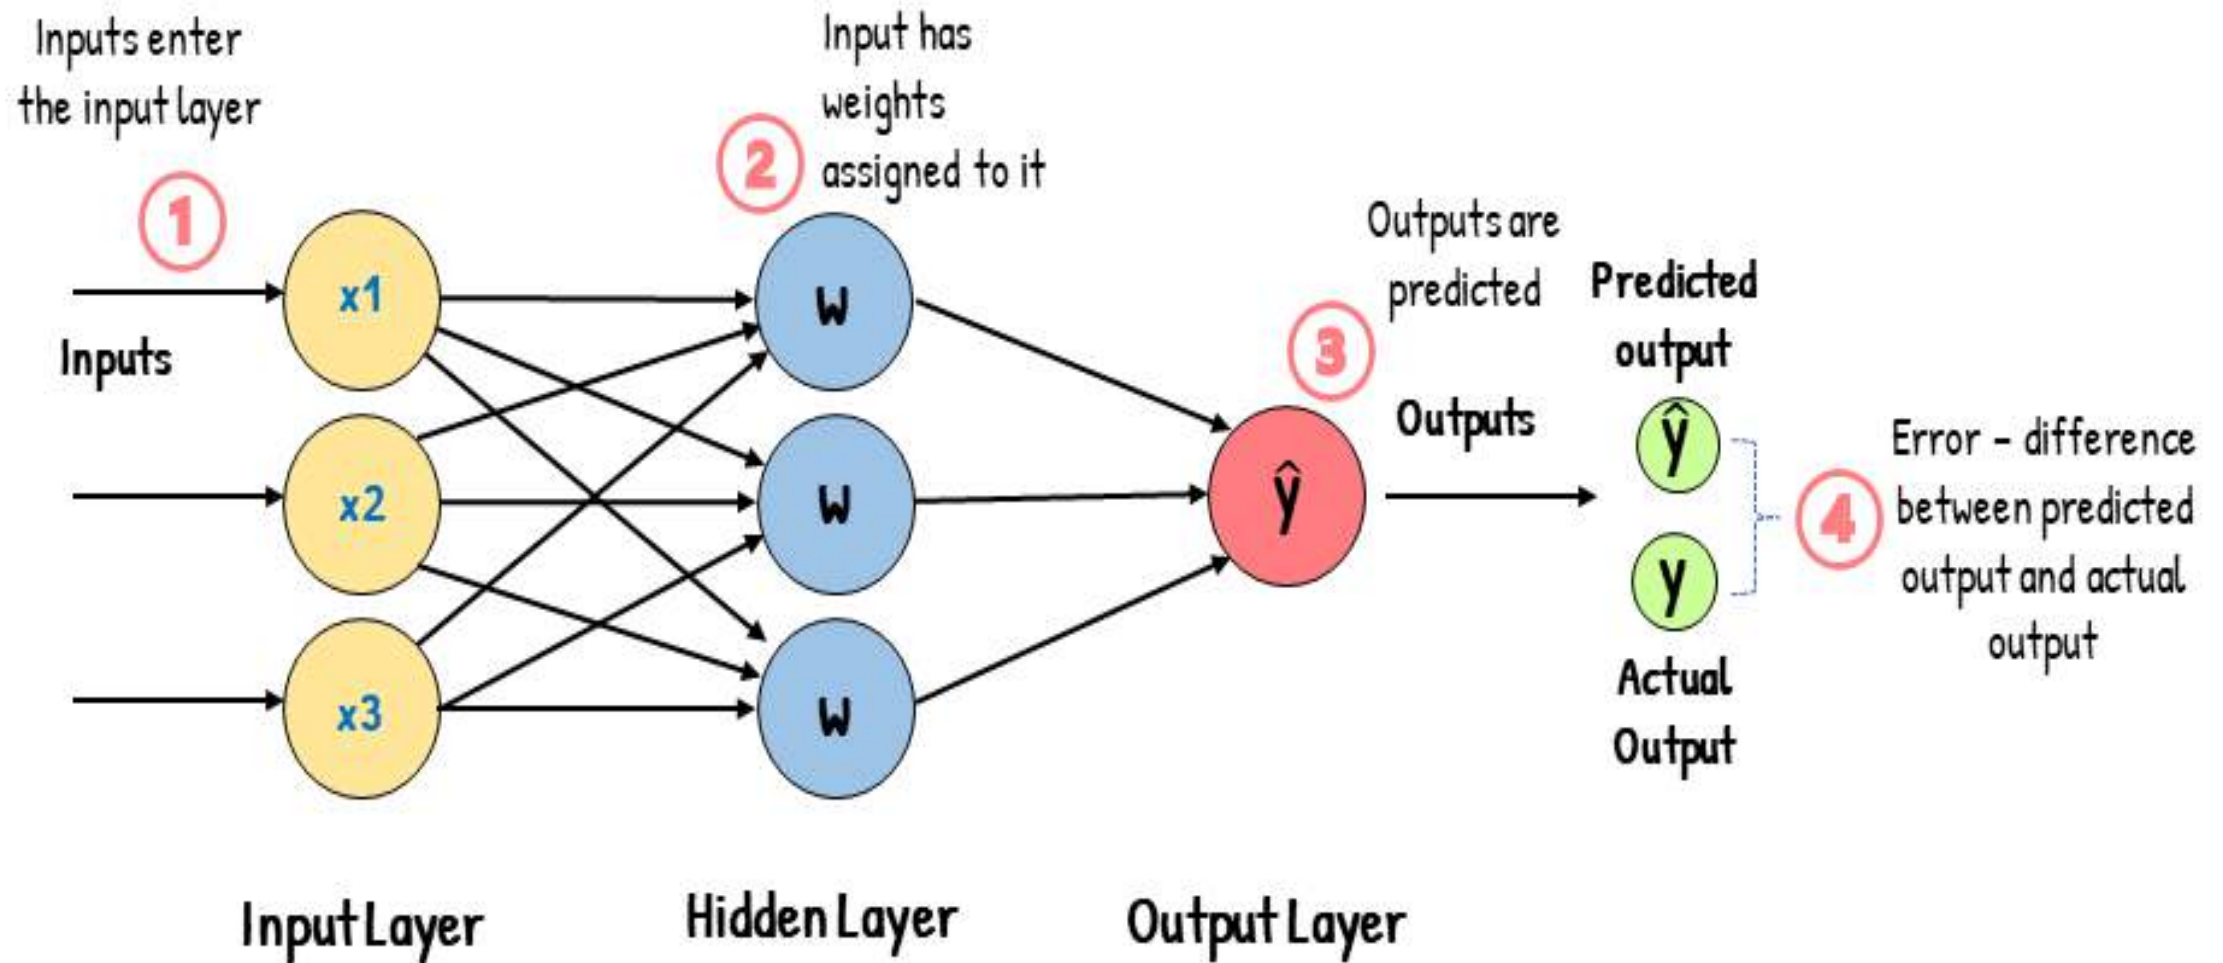 Inputs enter
the input layer
1
Inputs
x1
x2
x3
Input Layer
2
Input has
weights
assigned to it
W
W
W
Hidden Layer
3
Outputs are
predicted
ŷ
Outputs
Output Layer
Predicted
output
ŷ
y
Actual
Output
4
Error - difference
between predicted
output and actual
output